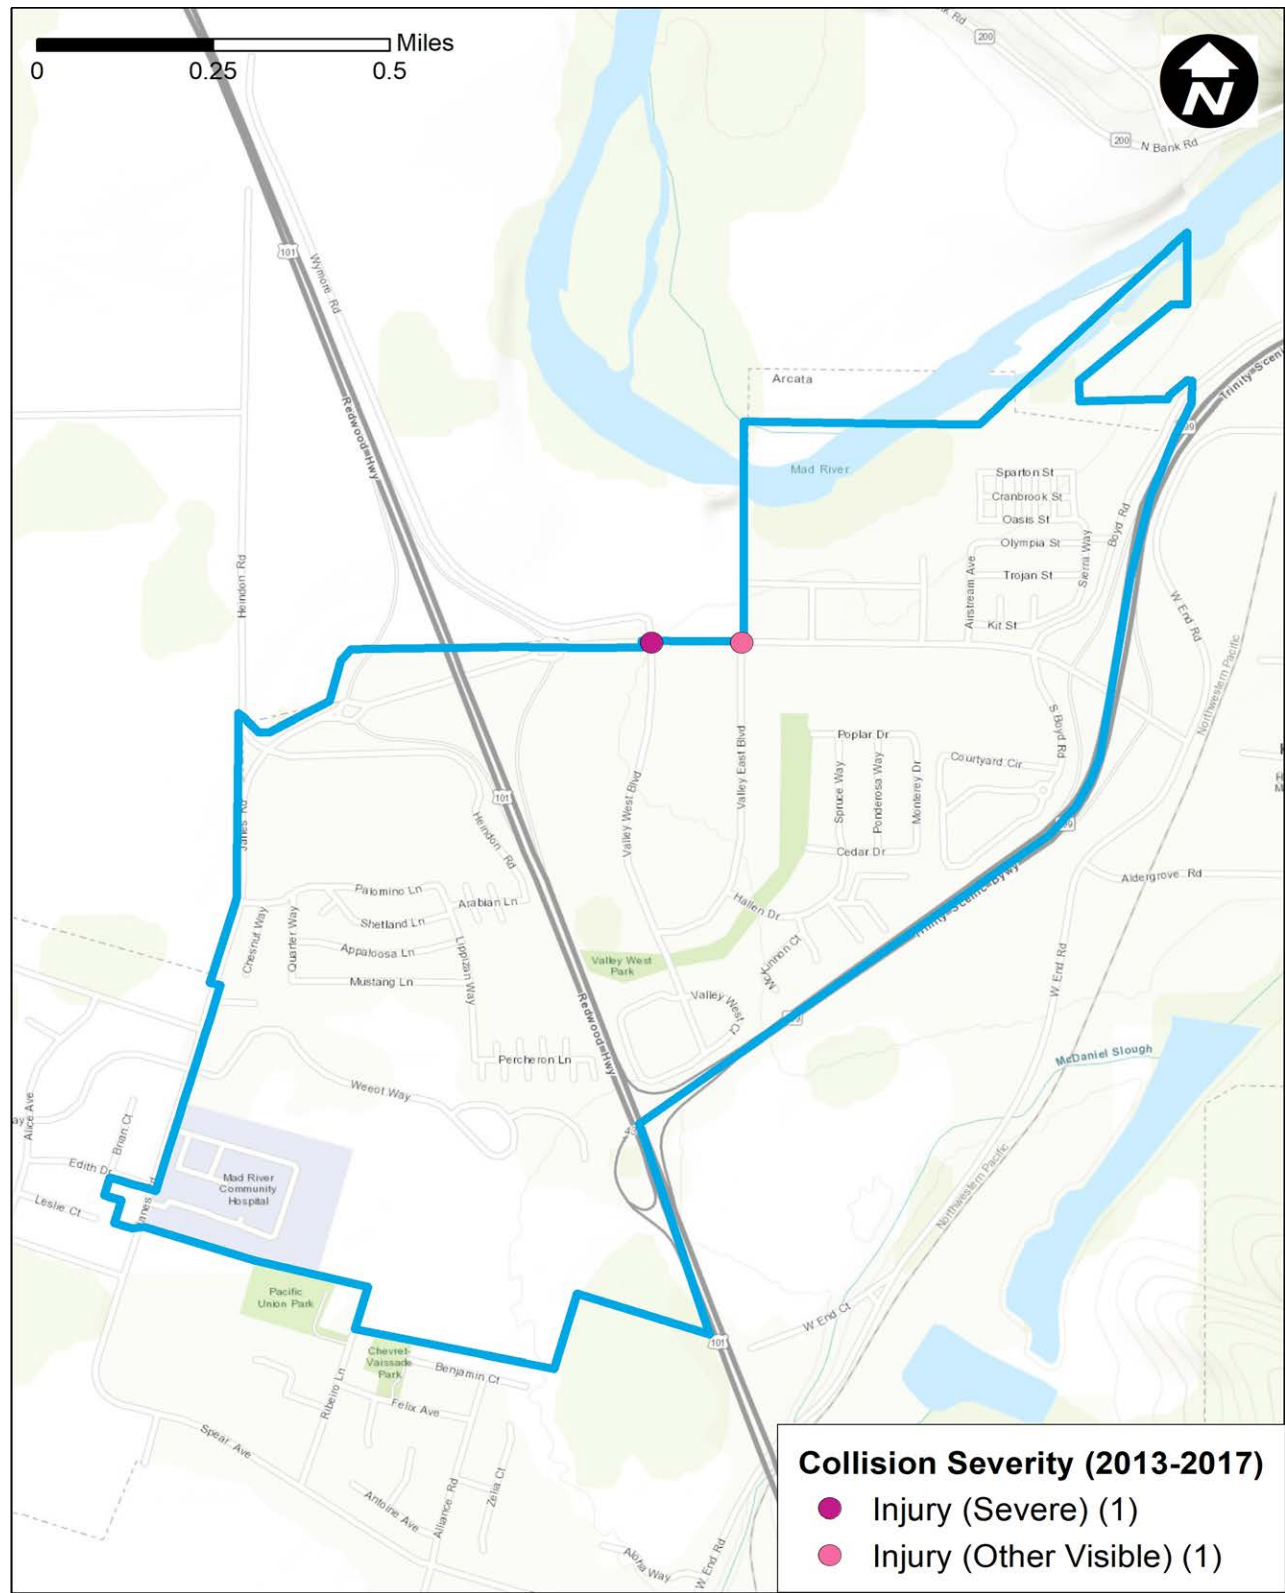 Miles
0 0.25 0.5
N
200
200
N Bank Rd
101
Wymore Rd
Redwood Hwy
Arcata
Mad River
Sparton St
Cranbrook St
Oasis St
Olympia St
Trojan St
Kit St
Airstream Ave
Sierra Way
Boyd Rd
W End Rd
Northwestern Pacific
Heindon Rd
S Boyd Rd
Poplar Dr
Courtyard Cir
Spruce Way
Ponderosa Way
Monterey Dr
Cedar Dr
Valley East Blvd
Valley West Blvd
101
Heindon Rd
Janes Rd
Aldergrove Rd
Palomino Ln
Arabian Ln
Shetland Ln
Appaloosa Ln
Mustang Ln
Chesnut Way
Quarter Way
Lippizan Way
Percheron Ln
Hallen Dr
Valley West
Park
Valley West Ct
Redwood Hwy
W End Rd
McDaniel Slough
Weeot Way
Alice Ave
Brian Ct
Edith Dr
Leslie Ct
Mad River
Community
Hospital
Northwestern Pacific
Pacific
Union Park
Chevret-
Vaissade
Park
Benjamin Ct
Ribeiro Ln
Felix Ave
101
W End Ct
Spear Ave
Antoine Ave
Alliance Rd
Zelia Ct
Aloha Way
W End Rd
Collision Severity (2013-2017)
Injury (Severe) (1)
Injury (Other Visible) (1)